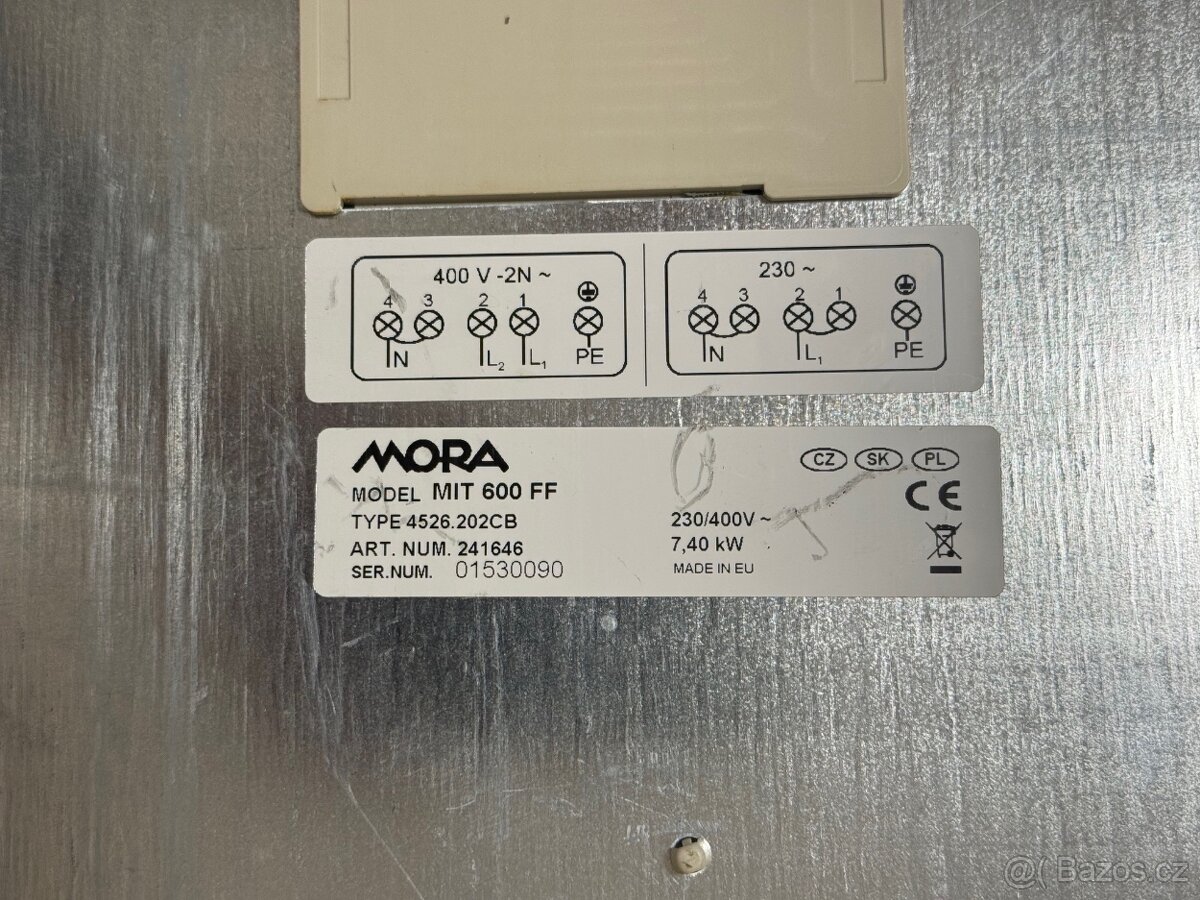 400 V -2N ~
4 3 2 1
N L2 L1 PE
230 ~
4 3 2 1
N L1 PE
MORA
CZ SK PL
MODEL MIT 600 FF
CE
TYPE 4526.202CB
230/400V ~
ART. NUM. 241646
7,40 kW
SER.NUM. 01530090
MADE IN EU
@( Bazos.cz